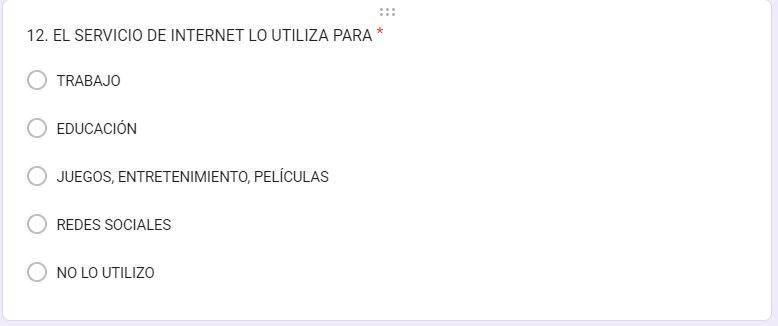 12. EL SERVICIO DE INTERNET LO UTILIZA PARA *
TRABAJO
EDUCACIÓN
JUEGOS, ENTRETENIMIENTO, PELÍCULAS
REDES SOCIALES
NO LO UTILIZO